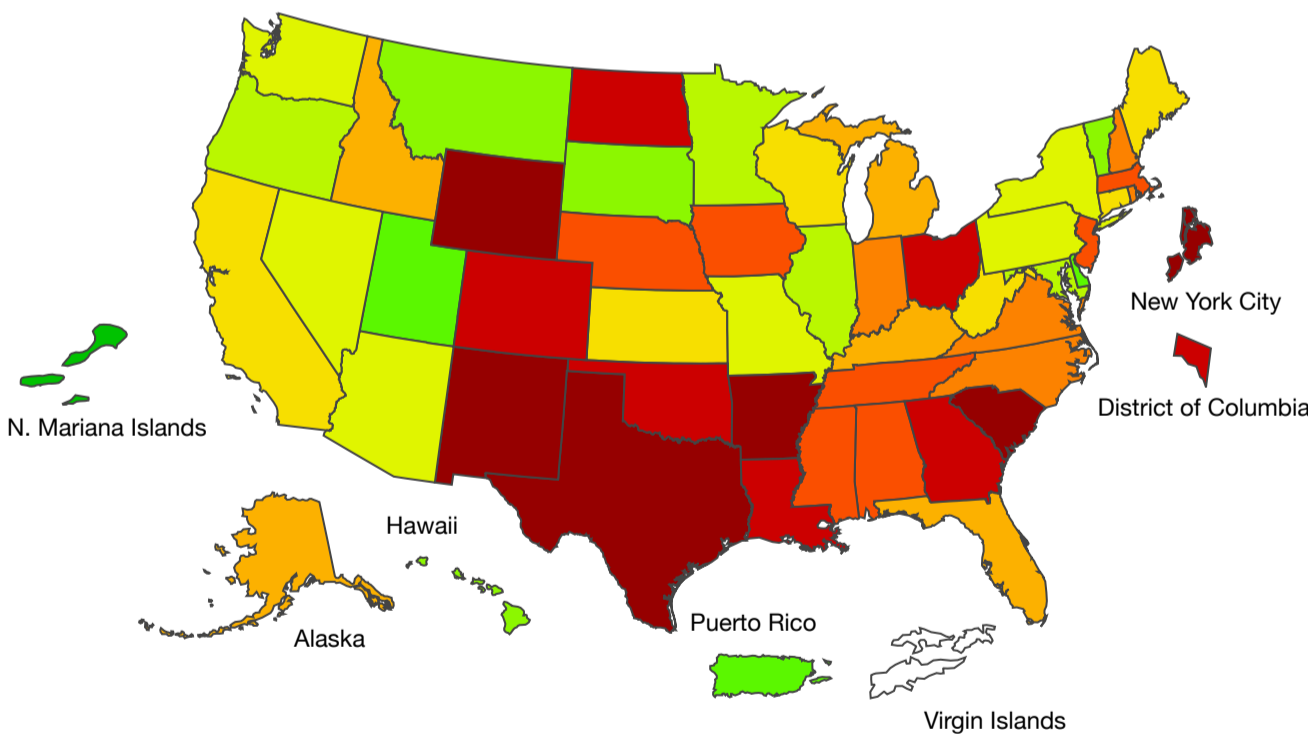 New York City
District of Columbia
N. Mariana Islands
Hawaii
Alaska
Puerto Rico
Virgin Islands